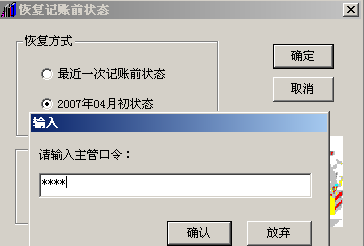 恢复记账前状态
恢复方式
确定
最近一次记账前状态
取消
2007年04月初状态
输入
请输入主管口令：
****
确认
放弃